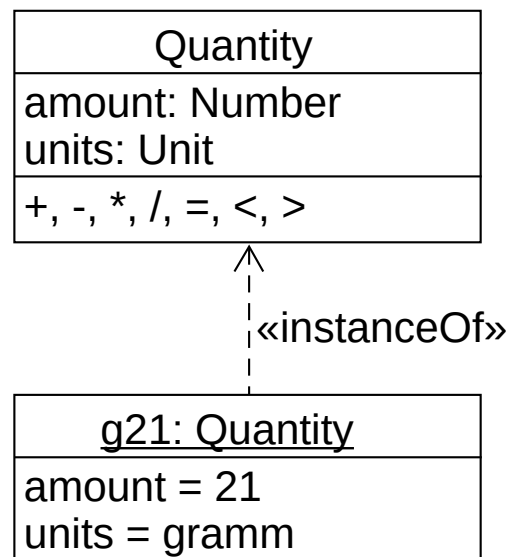 Quantity
amount: Number
units: Unit
+, -, *, /, =, <, >
«instanceOf»
g21: Quantity
amount = 21
units = gramm